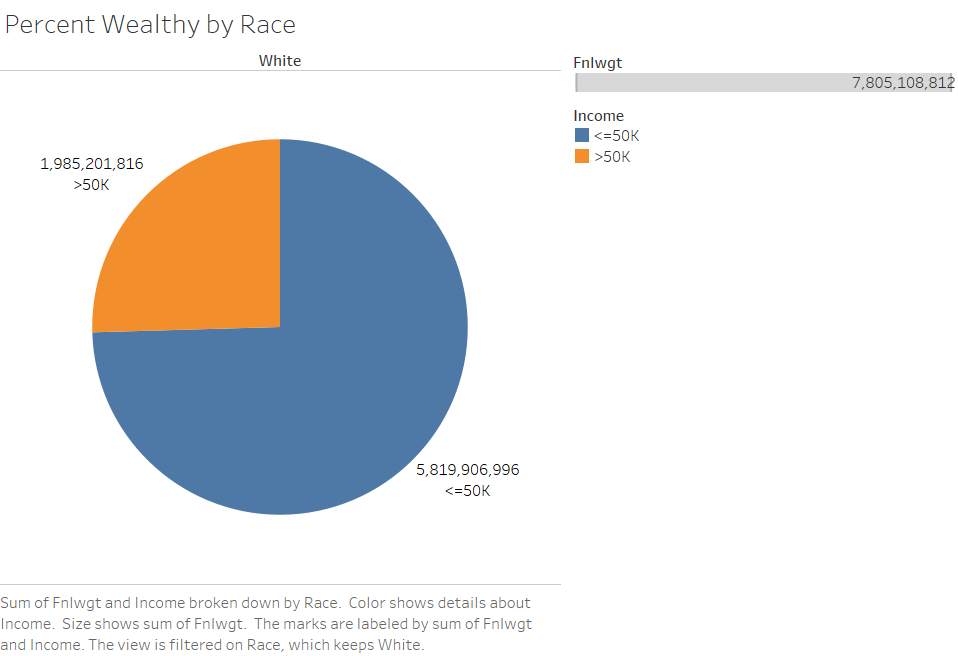 Percent Wealthy by Race
White
1,985,201,816
>50K
5,819,906,996
<=50K
Fnlwgt
7,805,108,812
Income
<=50K
>50K
Sum of Fnlwgt and Income broken down by Race.  Color shows details about
Income.  Size shows sum of Fnlwgt.  The marks are labeled by sum of Fnlwgt
and Income. The view is filtered on Race, which keeps White.